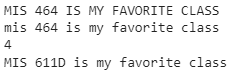 MIS 464 IS MY FAVORITE CLASS
mis 464 is my favorite class
4
MIS 611D is my favorite class